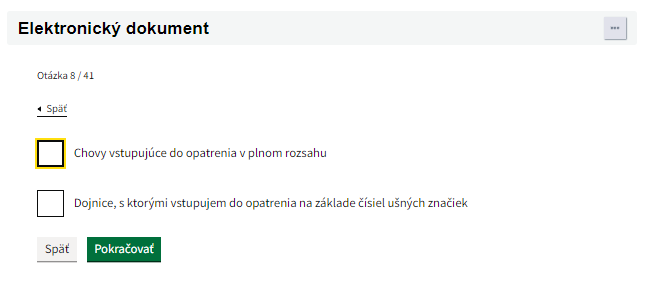 Elektronický dokument
Otázka 8 / 41
Späť
Chovy vstupujúce do opatrenia v plnom rozsahu
Dojnice, s ktorými vstupujem do opatrenia na základe čísiel ušných značiek
Späť Pokračovať